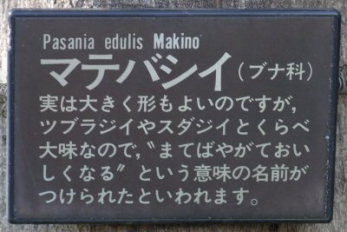 Pasania edulis Makino
マテバシイ(ブナ科)
実は大きく形もよいのですが,
ツブラジイやスダジイとくらべ
大味なので,〝まてばやがておい
しくなる〟という意味の名前が
つけられたといわれます。